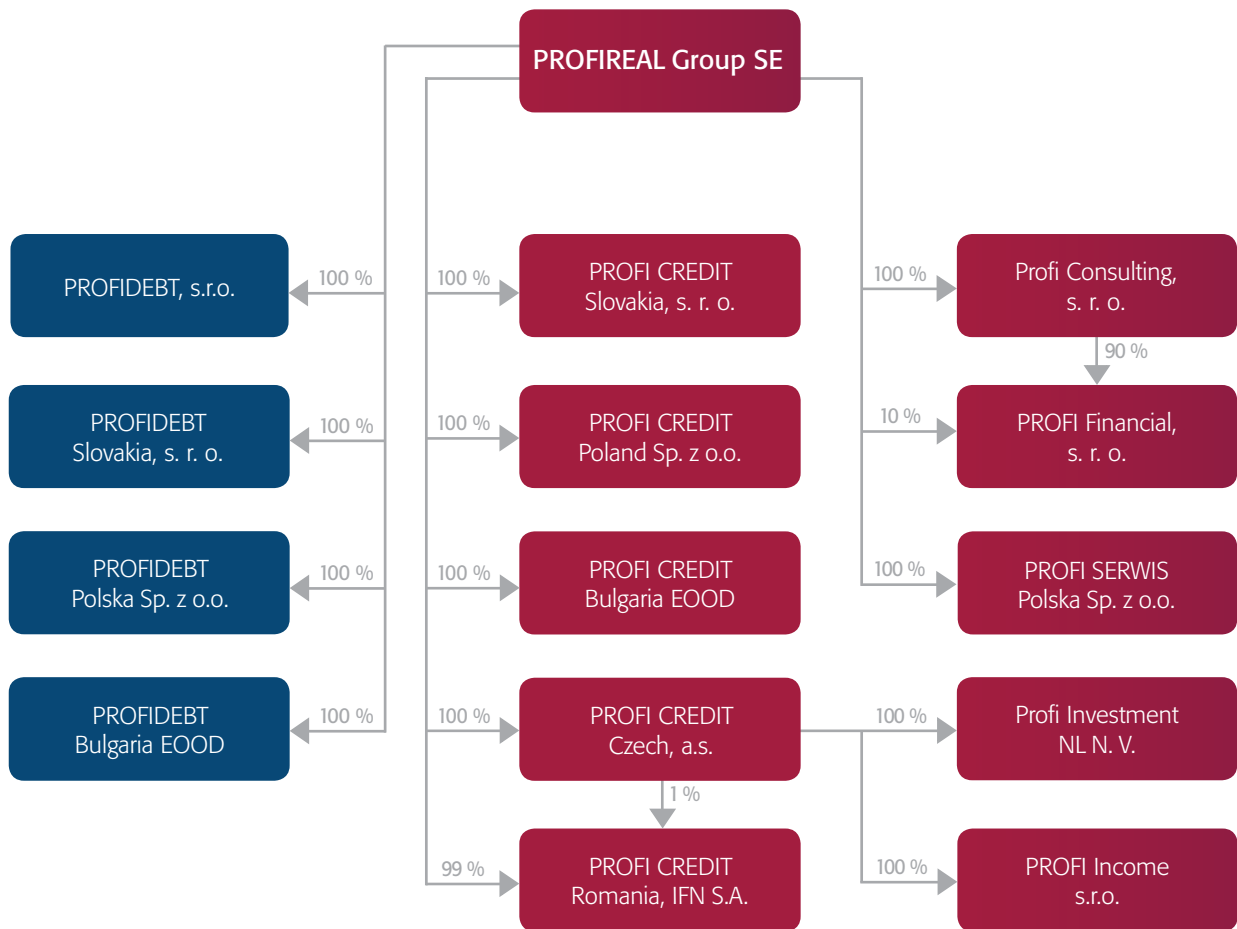 PROFIREAL Group SE
PROFIDEBT, s.r.o.
100 %
100 %
PROFI CREDIT
Slovakia, s. r. o.
100 %
Profi Consulting,
s. r. o.
90 %
PROFIDEBT
Slovakia, s. r. o.
100 %
100 %
PROFI CREDIT
Poland Sp. z o.o.
10 %
PROFI Financial,
s. r. o.
PROFIDEBT
Polska Sp. z o.o.
100 %
100 %
PROFI CREDIT
Bulgaria EOOD
100 %
PROFI SERWIS
Polska Sp. z o.o.
PROFIDEBT
Bulgaria EOOD
100 %
100 %
PROFI CREDIT
Czech, a.s.
100 %
Profi Investment
NL N. V.
1 %
99 %
PROFI CREDIT
Romania, IFN S.A.
100 %
PROFI Income
s.r.o.